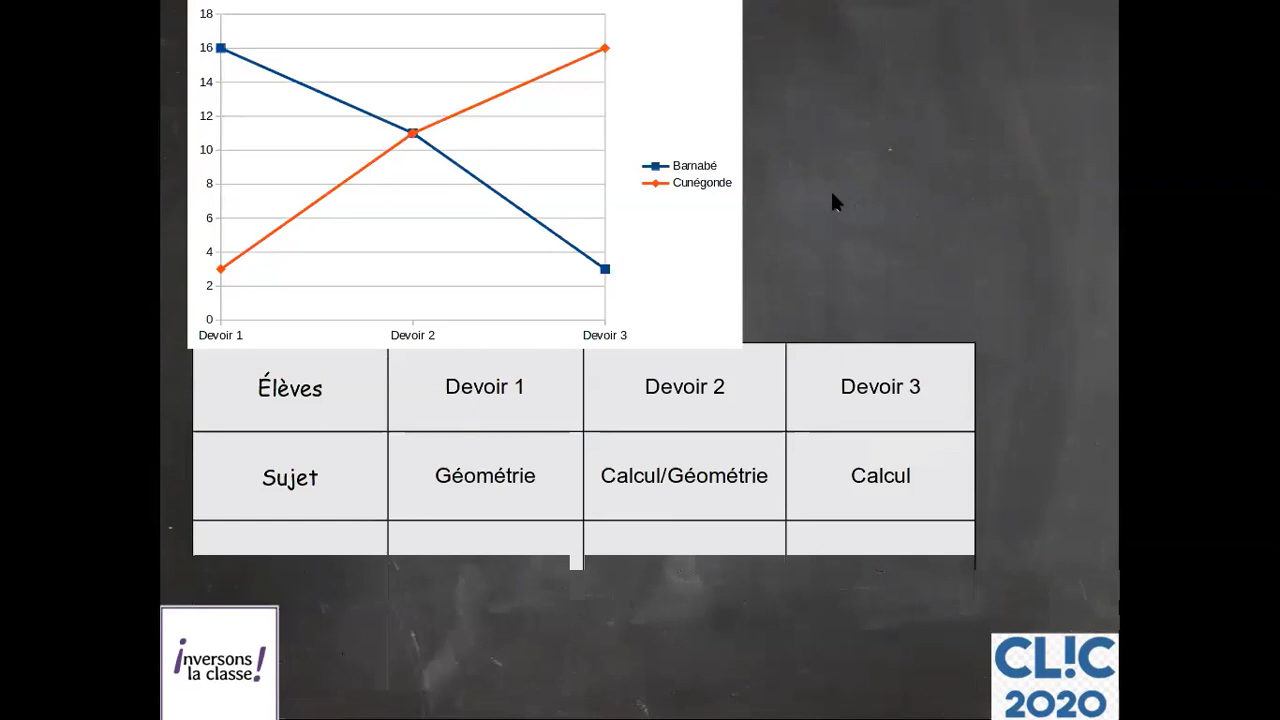 18
16
14
12
10
8
6
4
2
0
Devoir 1 Devoir 2 Devoir 3
Barnabé
Cunégonde
Élèves Devoir 1 Devoir 2 Devoir 3
Sujet Géométrie Calcul/Géométrie Calcul
¡nversons
la classe!
CL!C
2020